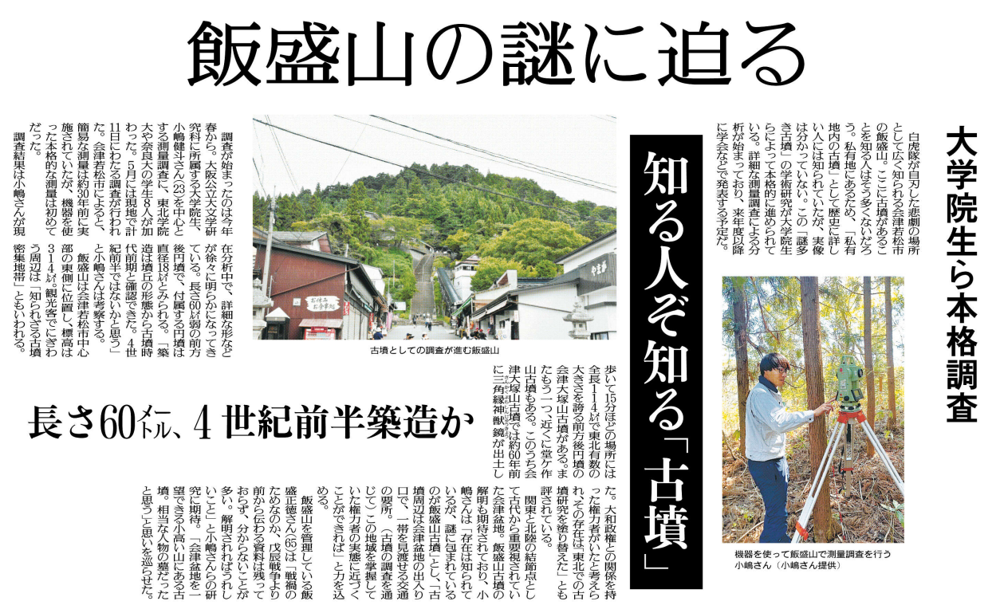 飯盛山の謎に迫る
大学院生ら本格調査
知る人ぞ知る「古墳」
長さ60メートル、4世紀前半築造か
白虎隊が自刃した悲劇の場所
として広く知られる会津若松市
の飯盛山。ここに古墳があるこ
とを知る人はそう多くないだろ
う。私有地にあるため、「私有
地内の古墳」として歴史に詳し
い人には知られていたが、実像
は分かっていない。この「謎多
き古墳」の学術研究が大学院生
らによって本格的に進められて
いる。詳細な測量調査による分
析が始まっており、来年度以降
に学会などで発表する予定だ。
機器を使って飯盛山で測量調査を行う
小嶋さん(小嶋さん提供)
お休み
お食事処
やまが
古墳としての調査が進む飯盛山
調査が始まったのは今年
春から。大阪公立大文学研
究科に所属する大学院生、
小嶋健斗さん(23)を中心と
する測量調査に、東北学院
大や奈良大の学生8人が加
わった。5月には現地で計
11日にわたる調査が行われ
た。会津若松市によると、
簡易な測量は約30年前に実
施されていたが、機器を使
った本格的な測量は初めて
だった。
調査結果は小嶋さんが現
在分析中で、詳細な形など
が徐々に明らかになってき
ている。長さ60㍍弱の前方
後円墳で、付属する円墳は
直径18㍍とみられる。「築
造は墳丘の形態から古墳時
代前期と確認できた。4世
紀前半ではないかと思う」
と小嶋さんは考察する。
飯盛山は会津若松市中心
部の東側に位置し、標高は
314㍍。観光客でにぎわ
う周辺は「知られざる古墳
密集地帯」ともいわれる。
歩いて15分ほどの場所には
全長114㍍で東北有数の
大きさを誇る前方後円墳の
会津大塚山古墳がある。ま
たもう一つ、近くに堂ケ作
山古墳もある。このうち会
津大塚山古墳では約60年前
に三角縁神獣鏡が出土し
た。大和政権との関係を持
った権力者がいたと考えら
れ、その存在は「東北での古
墳研究を塗り替えた」とも
評されている。
関東と北陸の結節点とし
て古代から重要視されてい
た会津盆地。飯盛山古墳の
解明も期待されており、小
嶋さんは「存在は知られて
いるが、謎に包まれている
のが飯盛山古墳」とし、「古
墳周辺は会津盆地の出入り
口で、一帯を見渡せる交通
の要所。(古墳の調査を通
じて)この地域を掌握して
いた権力者の実態に近づく
ことができれば」と力を込
める。
飯盛山を管理している飯
盛正徳さん(65)は「戦禍の
ためなのか、戊辰戦争より
前から伝わる資料は残って
おらず、分からないことが
多い。解明されればうれし
いこと」と小嶋さんらの研
究に期待。「会津盆地を一
望できる小高い山にある古
墳。相当な人物の墓だった
と思う」と思いを巡らせた。